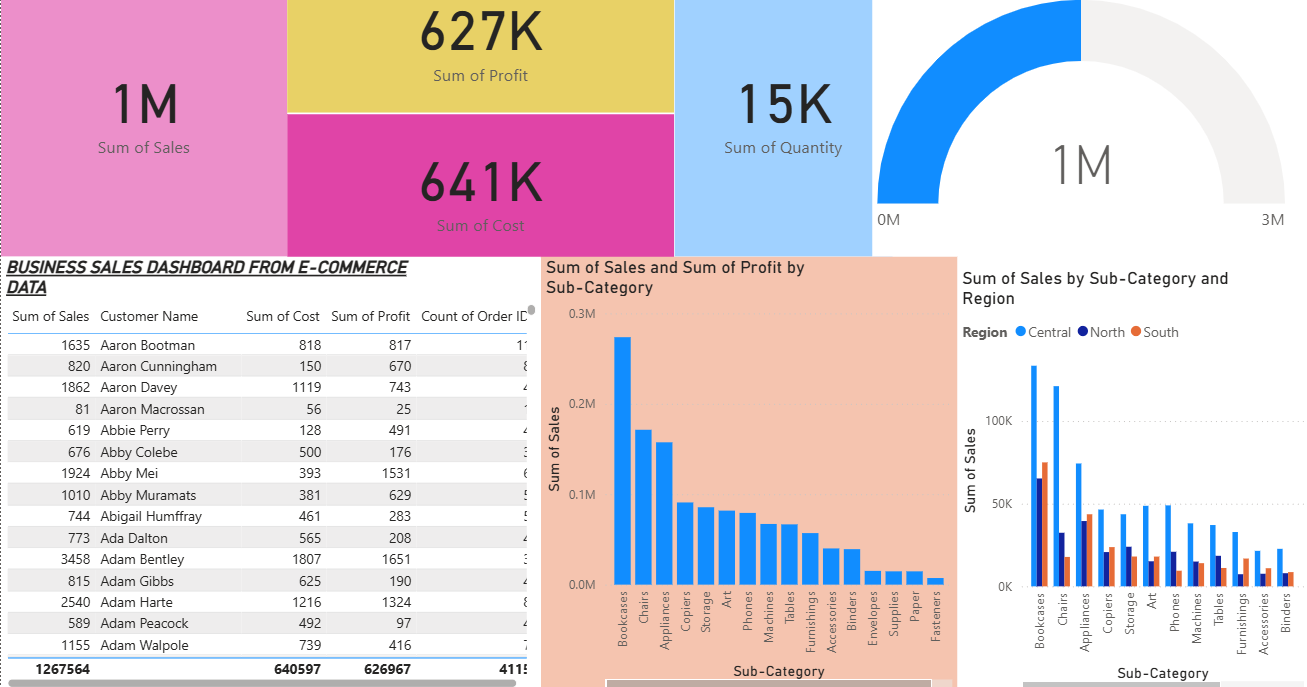 1M
Sum of Sales
627K
Sum of Profit
641K
Sum of Cost
15K
Sum of Quantity
1M
0M
3M
BUSINESS SALES DASHBOARD FROM E-COMMERCE
DATA
Sum of Sales Customer Name Sum of Cost Sum of Profit Count of Order ID
1635 Aaron Bootman 818 817
820 Aaron Cunningham 150 670
1862 Aaron Davey 1119 743
81 Aaron Macrossan 56 25
619 Abbie Perry 128 491
676 Abby Colebe 500 176
1924 Abby Mei 393 1531
1010 Abby Muramats 381 629
744 Abigail Humffray 461 283
773 Ada Dalton 565 208
3458 Adam Bentley 1807 1651
815 Adam Gibbs 625 190
2540 Adam Harte 1216 1324
589 Adam Peacock 492 97
1155 Adam Walpole 739 416
1267564 640597 626967 4115
Sum of Sales and Sum of Profit by
Sub-Category
Sum of Sales
0.3M
0.2M
0.1M
0.0M
Bookcases
Chairs
Appliances
Copiers
Storage
Art
Phones
Machines
Tables
Furnishings
Accessories
Binders
Envelopes
Supplies
Paper
Fasteners
Sub-Category
Sum of Sales by Sub-Category and
Region
Region Central North South
Sum of Sales
100K
50K
0K
Bookcases
Chairs
Appliances
Copiers
Storage
Art
Phones
Machines
Tables
Furnishings
Accessories
Binders
Sub-Category